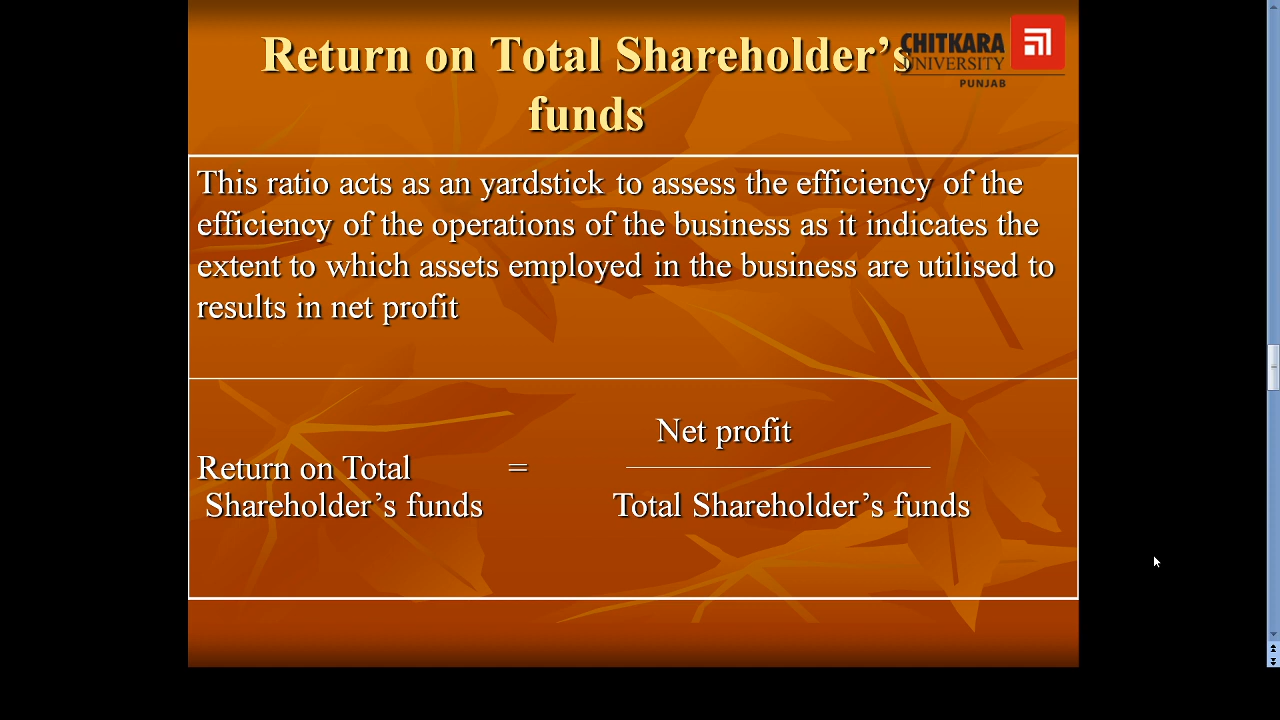 Return on Total Shareholder's
funds
CHITKARA
UNIVERSITY
PUNJAB
This ratio acts as an yardstick to assess the efficiency of the
efficiency of the operations of the business as it indicates the
extent to which assets employed in the business are utilised to
results in net profit
Net profit
Return on Total =
Shareholder's funds Total Shareholder's funds